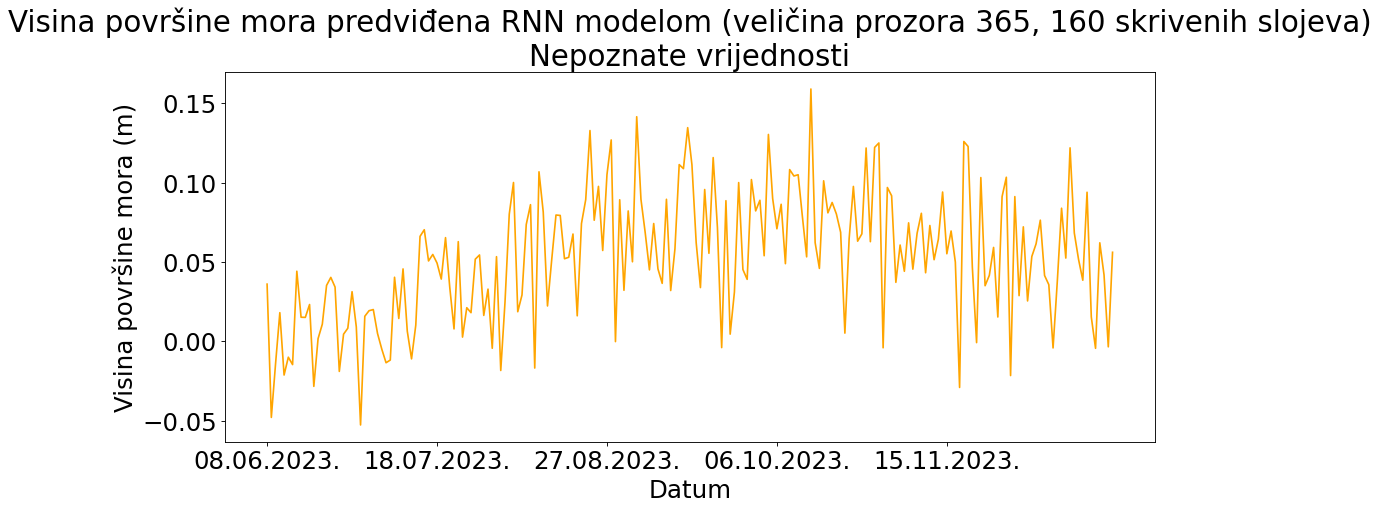 Visina površine mora predviđena RNN modelom (veličina prozora 365, 160 skrivenih slojeva)
Nepoznate vrijednosti
Visina površine mora (m)
0.15
0.10
0.05
0.00
−0.05
08.06.2023. 18.07.2023. 27.08.2023. 06.10.2023. 15.11.2023.
Datum